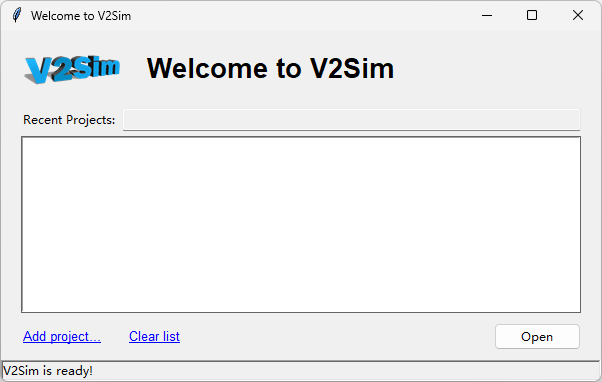 Welcome to V2Sim
V2Sim Welcome to V2Sim
Recent Projects:
Add project... Clear list Open
V2Sim is ready!